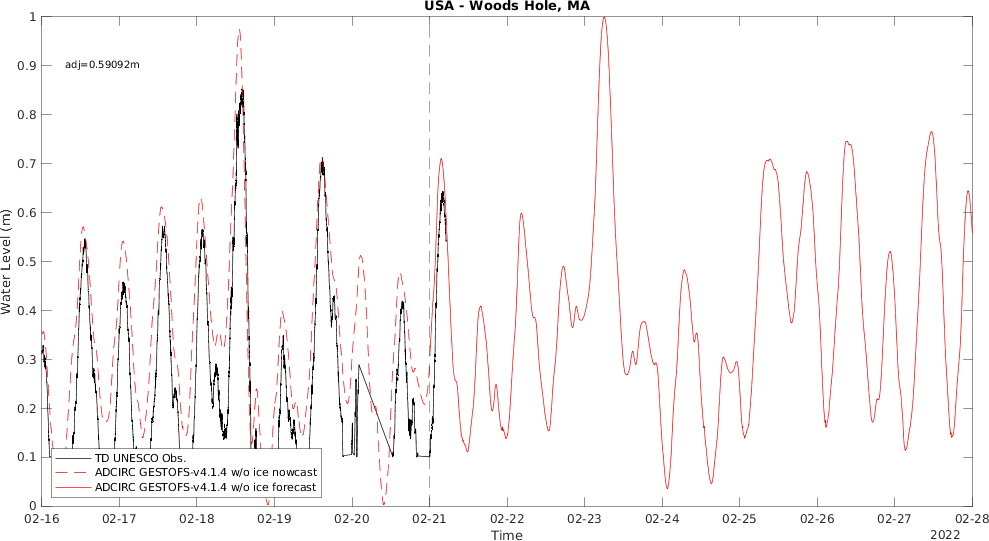 USA - Woods Hole, MA
adj=0.59092m
Water Level (m)
1
0.9
0.8
0.7
0.6
0.5
0.4
0.3
0.2
0.1
0
TD UNESCO Obs.
ADCIRC GESTOFS-v4.1.4 w/o ice nowcast
ADCIRC GESTOFS-v4.1.4 w/o ice forecast
02-16 02-17 02-18 02-19 02-20 02-21 02-22 02-23 02-24 02-25 02-26 02-27 02-28
Time
2022